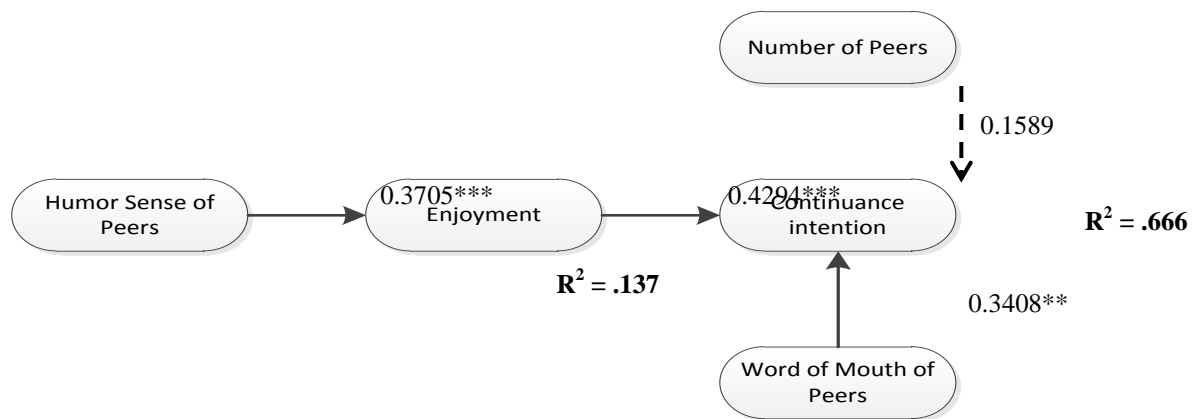 Number of Peers
0.1589
Humor Sense of
Peers
0.3705***
Enjoyment
0.4294***
Continuance
intention
R² = .666
R² = .137
0.3408**
Word of Mouth of
Peers